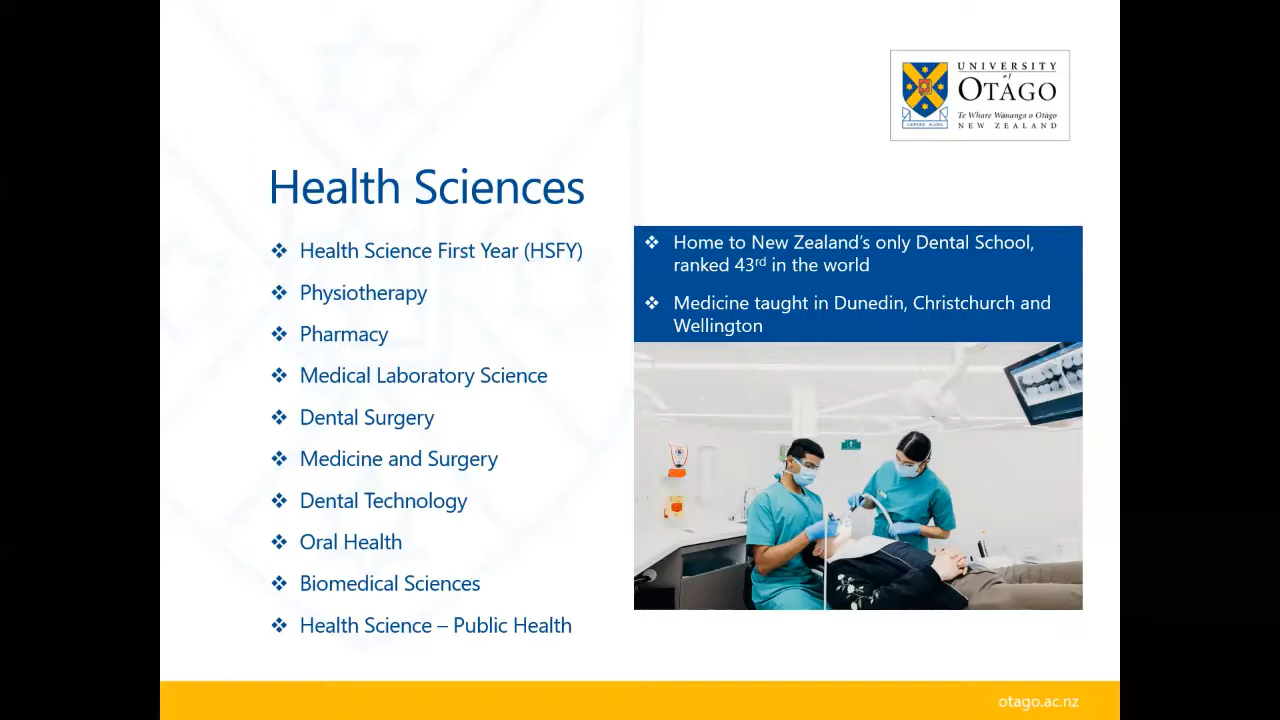 UNIVERSITY
of
OTAGO
Te Whare Wānanga o Otāgo
NEW ZEALAND
SAPERE AUDE
Health Sciences
❖ Health Science First Year (HSFY)
❖ Physiotherapy
❖ Pharmacy
❖ Medical Laboratory Science
❖ Dental Surgery
❖ Medicine and Surgery
❖ Dental Technology
❖ Oral Health
❖ Biomedical Sciences
❖ Health Science – Public Health
❖ Home to New Zealand’s only Dental School,
ranked 43rd in the world
❖ Medicine taught in Dunedin, Christchurch and
Wellington
otago.ac.nz